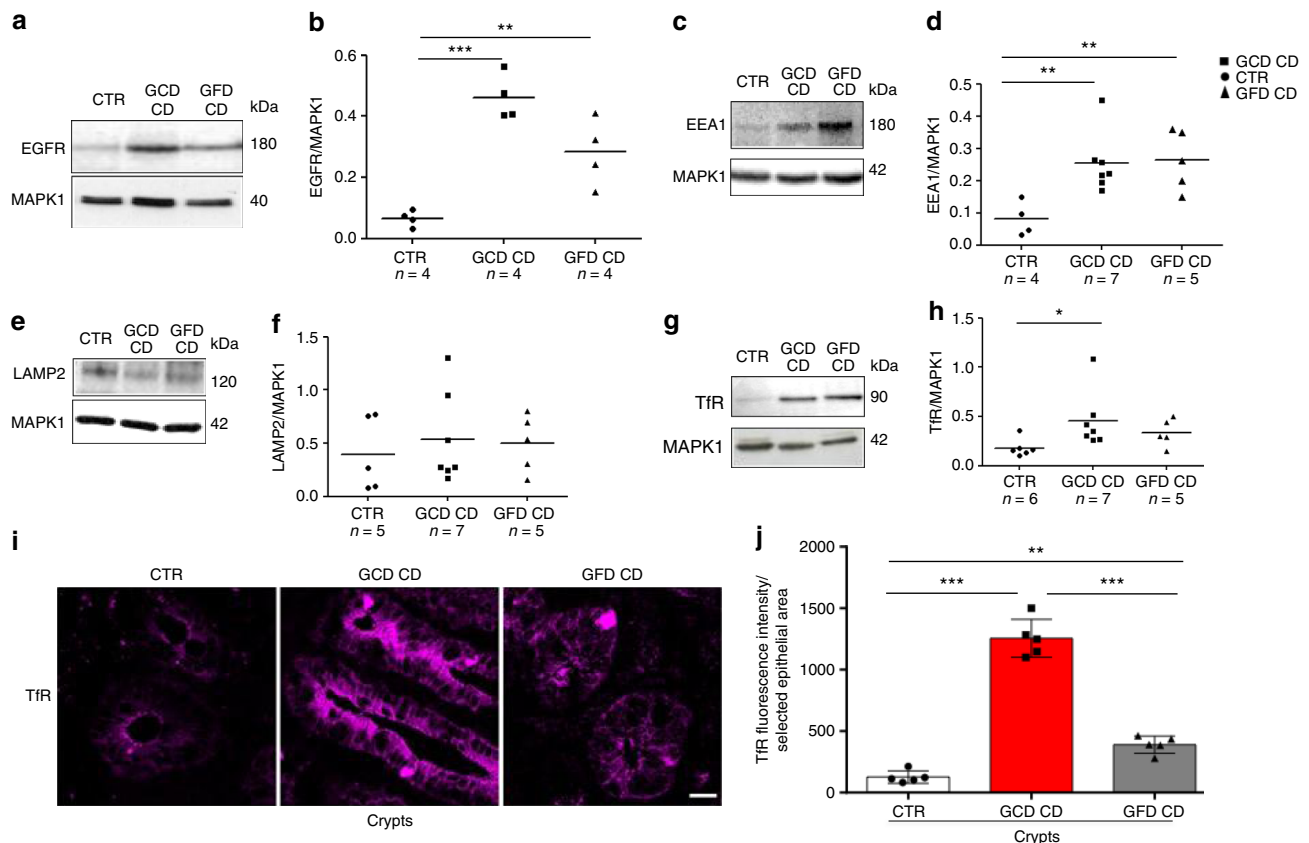 a
CTR GCD CD GFD CD kDa
EGFR 180
MAPK1 40
b
** 
***
0.6
0.4
0.2
0.0
EGFR/MAPK1
CTR GCD CD GFD CD
n = 4 n = 4 n = 4
c
CTR GCD CD GFD CD kDa
EEA1 180
MAPK1 42
d
**
**
0.5
0.4
0.3
0.2
0.1
0.0
EEA1/MAPK1
CTR GCD CD GFD CD
n = 4 n = 7 n = 5
GCD CD
CTR
GFD CD
e
CTR GCD CD GFD CD kDa
LAMP2 120
MAPK1 42
f
1.5
1.0
0.5
0.0
LAMP2/MAPK1
CTR GCD CD GFD CD
n = 5 n = 7 n = 5
g
CTR GCD CD GFD CD kDa
TfR 90
MAPK1 42
h
*
1.5
1.0
0.5
0.0
TfR/MAPK1
CTR GCD CD GFD CD
n = 6 n = 7 n = 5
i
CTR GCD CD GFD CD
TfR
Crypts
j
**
*** ***
2000
1500
1000
500
0
TfR fluorescence intensity/
selected epithelial area
CTR GCD CD GFD CD
Crypts